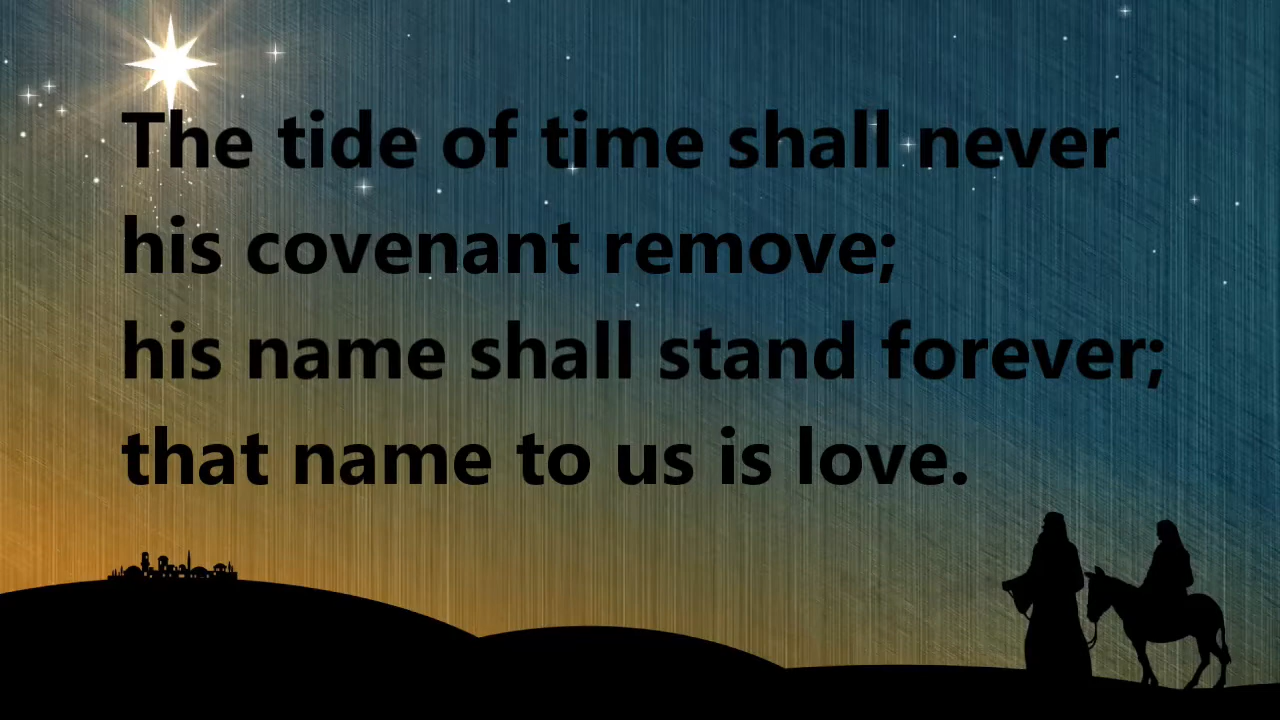 The tide of time shall never
his covenant remove;
his name shall stand forever;
that name to us is love.